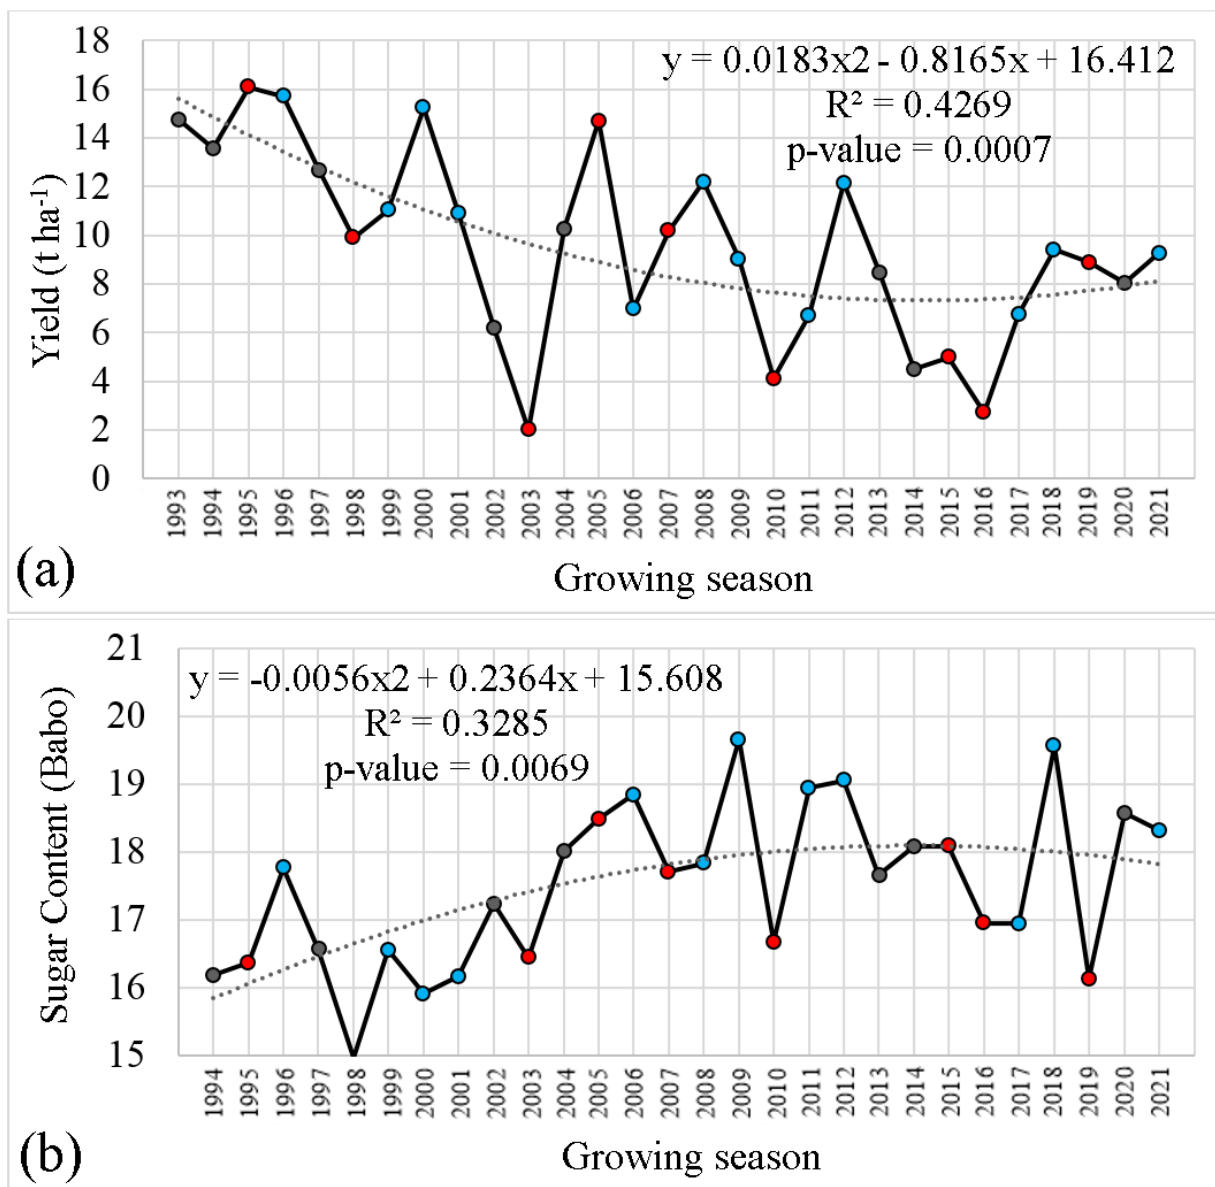 18
16
14
12
10
8
6
4
2
0
Yield (t ha-1)
y = 0.0183x2 - 0.8165x + 16.412
R² = 0.4269
p-value = 0.0007
1993 1994 1995 1996 1997 1998 1999 2000 2001 2002 2003 2004 2005 2006 2007 2008 2009 2010 2011 2012 2013 2014 2015 2016 2017 2018 2019 2020 2021
(a)
Growing season
21
20
19
18
17
16
15
Sugar Content (Babo)
y = -0.0056x2 + 0.2364x + 15.608
R² = 0.3285
p-value = 0.0069
1994 1995 1996 1997 1998 1999 2000 2001 2002 2003 2004 2005 2006 2007 2008 2009 2010 2011 2012 2013 2014 2015 2016 2017 2018 2019 2020 2021
(b)
Growing season